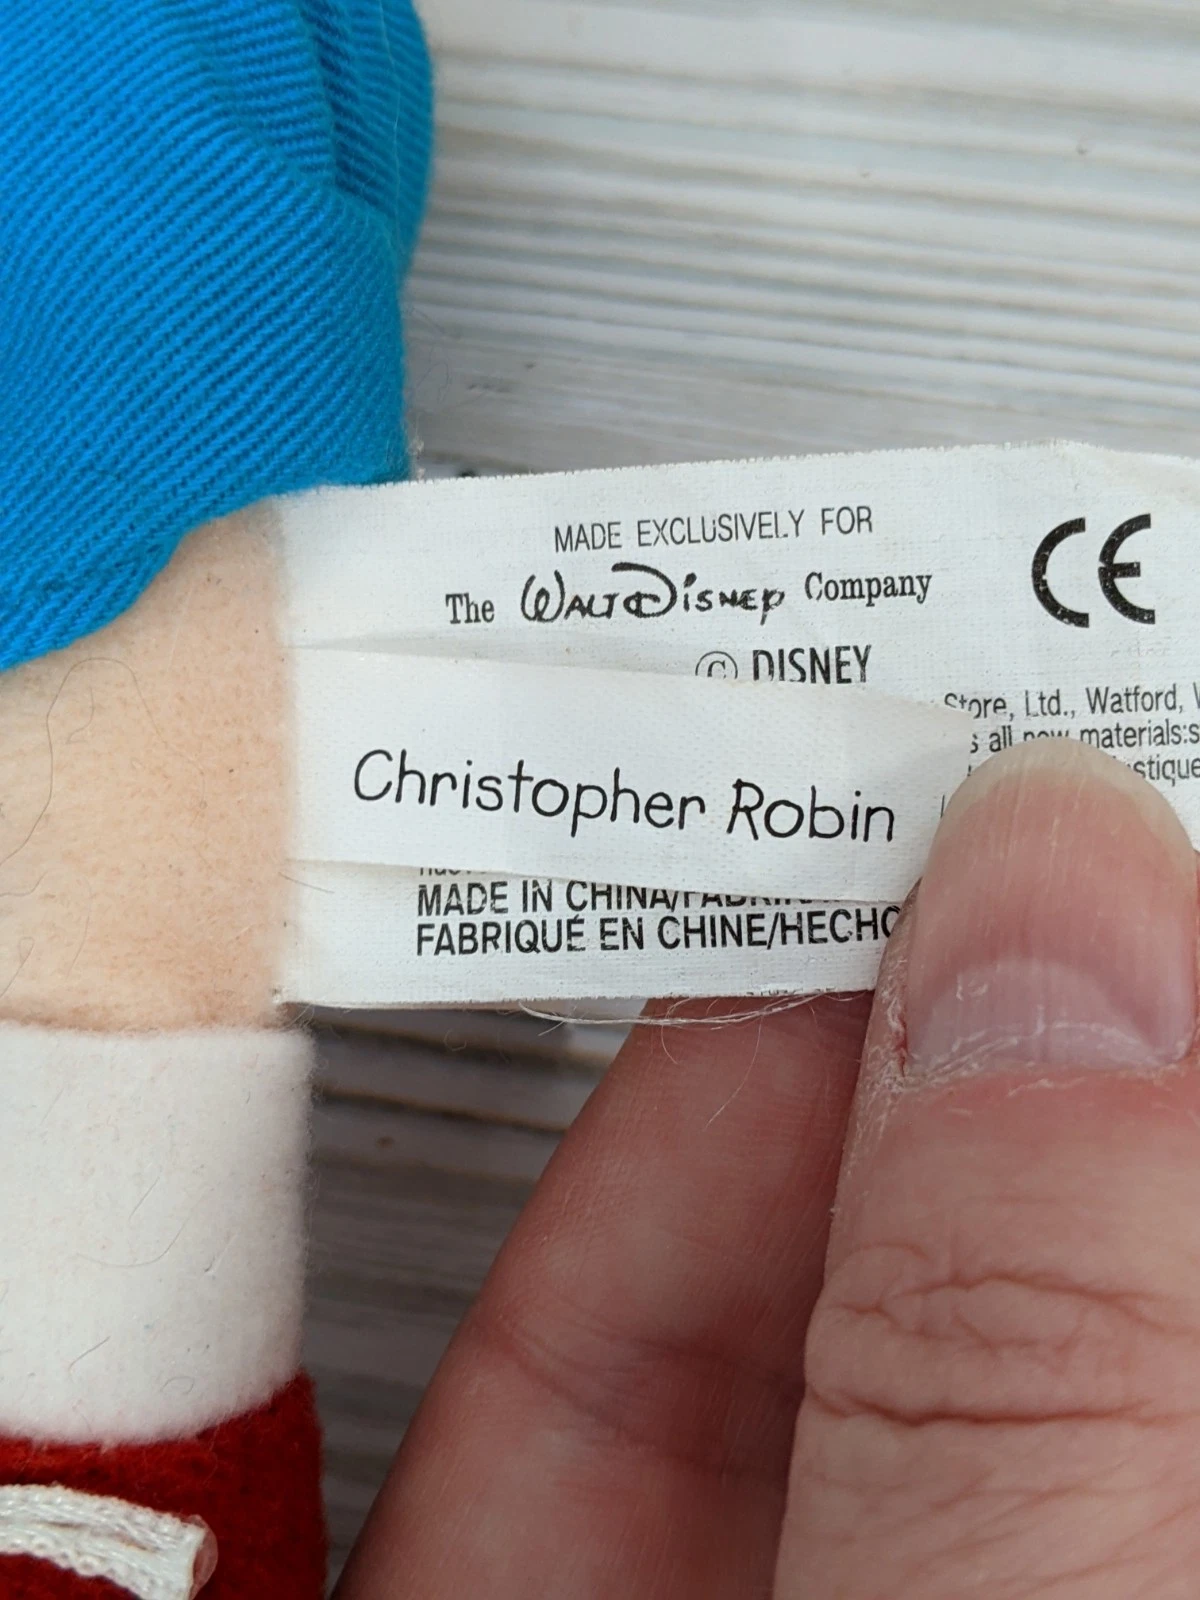 MADE EXCLUSIVELY FOR
The Walt Disney Company
CE
© DISNEY
Store, Ltd., Watford,
all new materials:
Christopher Robin
MADE IN CHINA/
FABRIQUÉ EN CHINE/HECHO